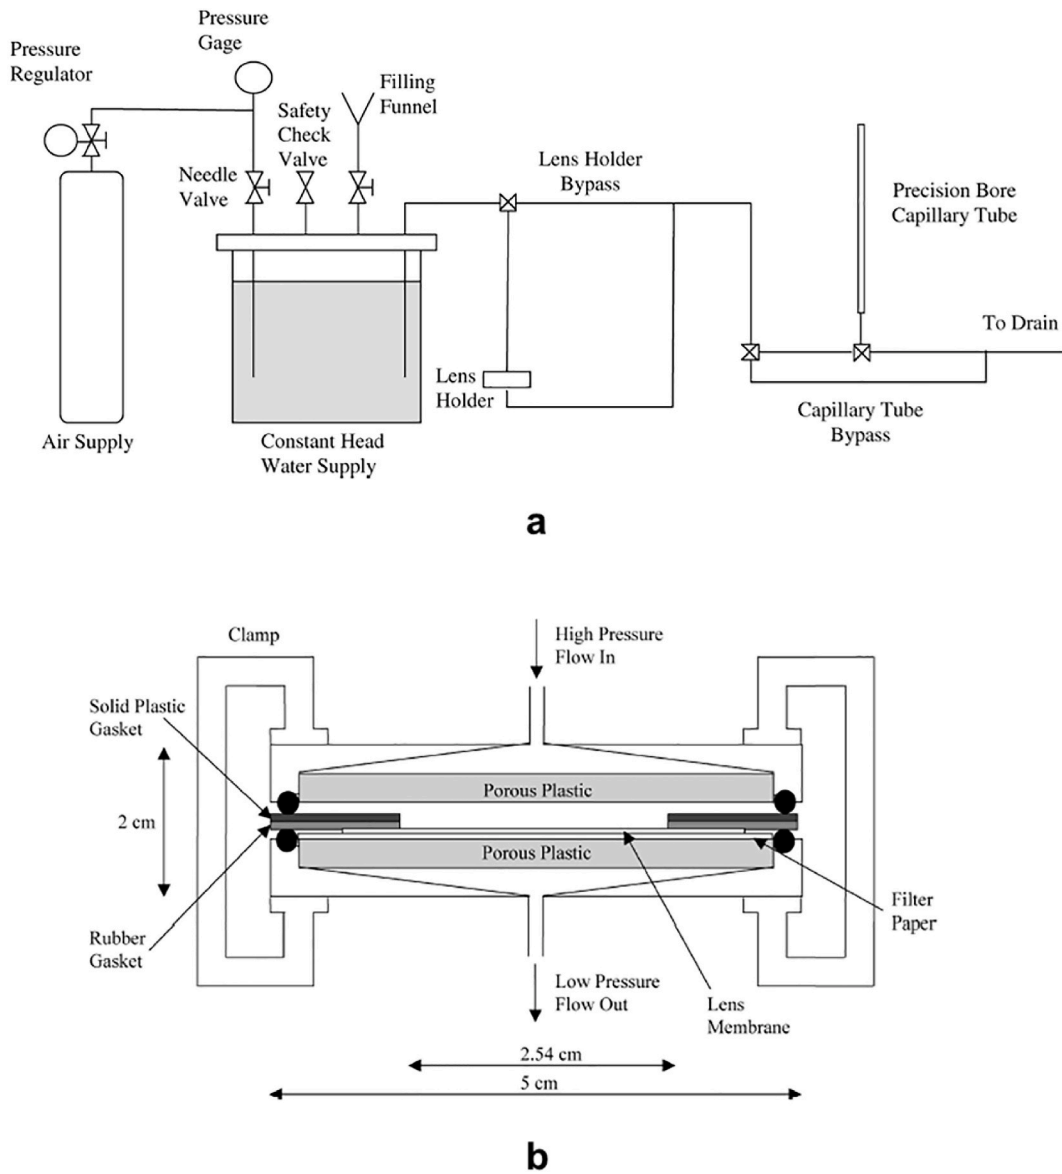 Pressure
Gage
Pressure
Regulator
Filling
Funnel
Safety
Check
Valve
Needle
Valve
Lens Holder
Bypass
Precision Bore
Capillary Tube
To Drain
Lens
Holder
Air Supply
Constant Head
Water Supply
Capillary Tube
Bypass
a
Clamp
High Pressure
Flow In
Solid Plastic
Gasket
Porous Plastic
2 cm
Porous Plastic
Filter
Paper
Rubber
Gasket
Low Pressure
Flow Out
Lens
Membrane
2.54 cm
5 cm
b